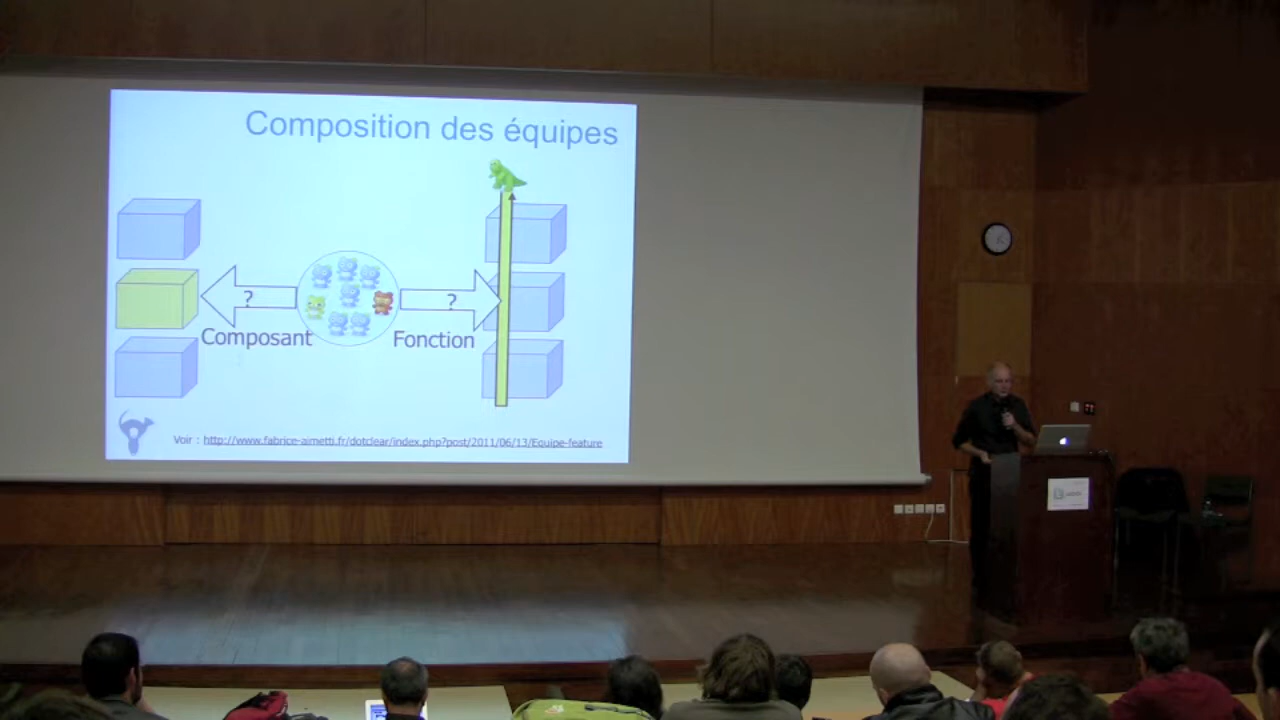 Composition des équipes
?
?
Composant
Fonction
Voir : http://www.fabrice-aimetti.fr/dotclear/index.php?post/2011/06/13/Equipe-feature